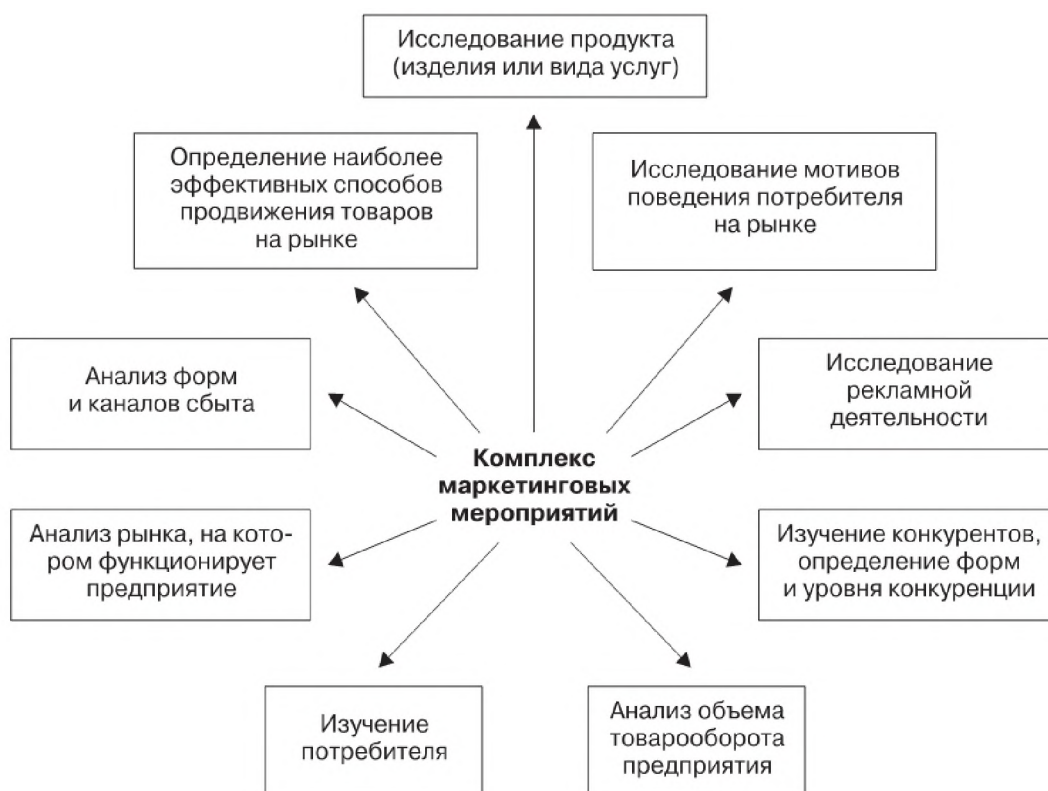 Исследование продукта
(изделия или вида услуг)
Определение наиболее
эффективных способов
продвижения товаров
на рынке
Исследование мотивов
поведения потребителя
на рынке
Анализ форм
и каналов сбыта
Исследование
рекламной
деятельности
Комплекс
маркетинговых
мероприятий
Анализ рынка, на кото-
ром функционирует
предприятие
Изучение конкурентов,
определение форм
и уровня конкуренции
Изучение
потребителя
Анализ объема
товарооборота
предприятия